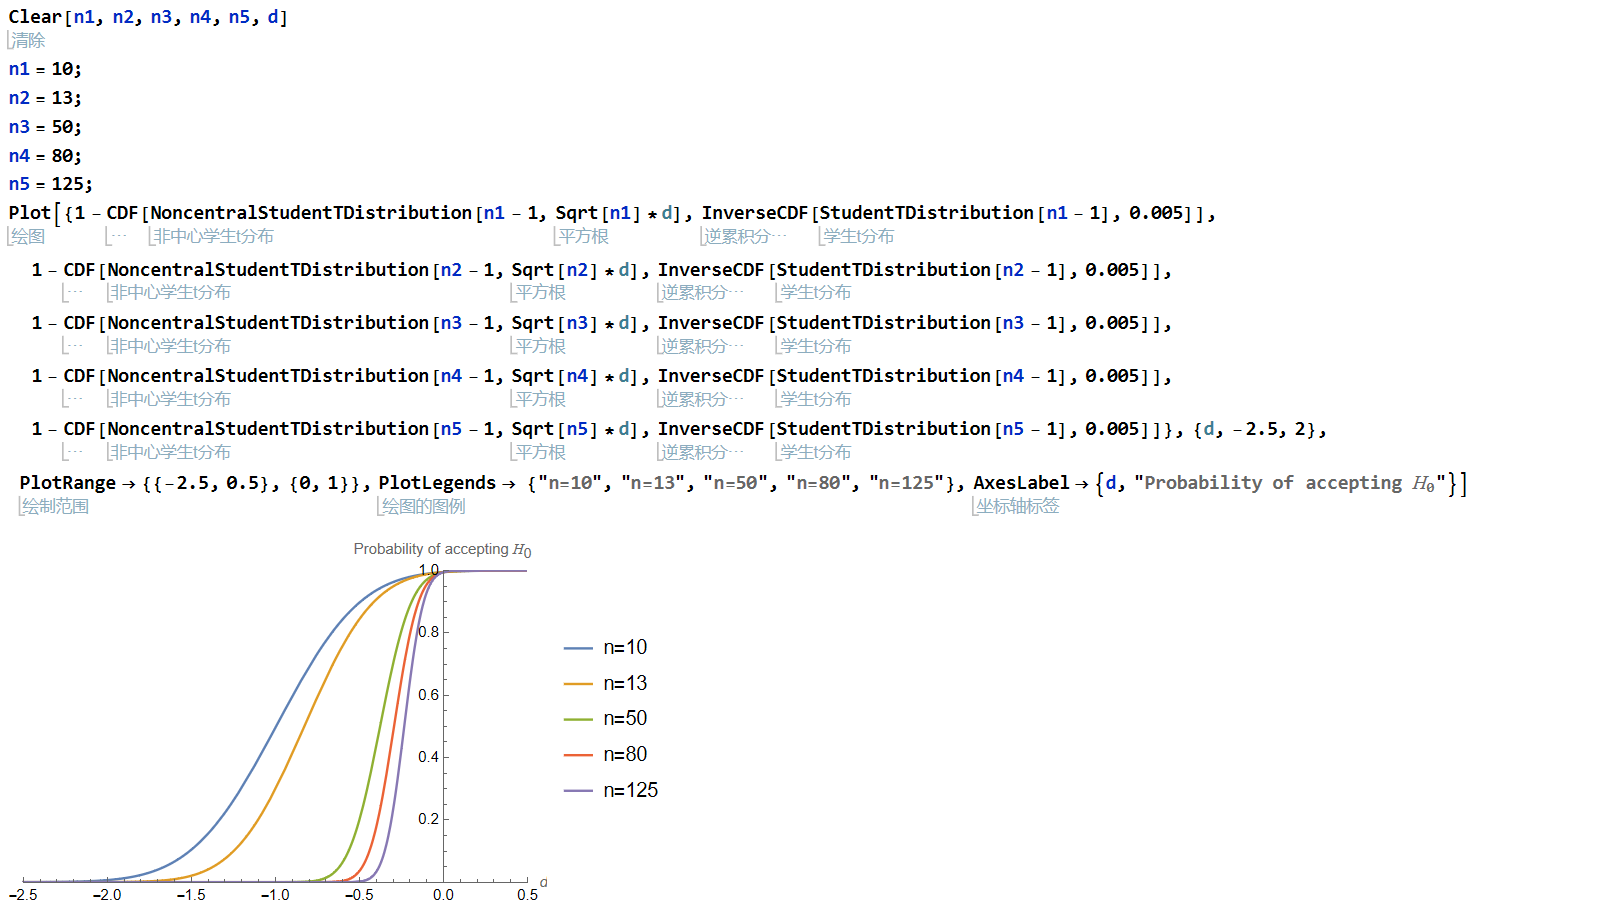 Clear[n1, n2, n3, n4, n5, d]
清除
n1 = 10;
n2 = 13;
n3 = 50;
n4 = 80;
n5 = 125;
Plot[{1 - CDF[NoncentralStudentTDistribution[n1 - 1, Sqrt[n1] * d], InverseCDF[StudentTDistribution[n1 - 1], 0.005]],
绘图 ⋯ 非中心学生t分布 平方根 逆累积分⋯ 学生t分布
1 - CDF[NoncentralStudentTDistribution[n2 - 1, Sqrt[n2] * d], InverseCDF[StudentTDistribution[n2 - 1], 0.005]],
⋯ 非中心学生t分布 平方根 逆累积分⋯ 学生t分布
1 - CDF[NoncentralStudentTDistribution[n3 - 1, Sqrt[n3] * d], InverseCDF[StudentTDistribution[n3 - 1], 0.005]],
⋯ 非中心学生t分布 平方根 逆累积分⋯ 学生t分布
1 - CDF[NoncentralStudentTDistribution[n4 - 1, Sqrt[n4] * d], InverseCDF[StudentTDistribution[n4 - 1], 0.005]],
⋯ 非中心学生t分布 平方根 逆累积分⋯ 学生t分布
1 - CDF[NoncentralStudentTDistribution[n5 - 1, Sqrt[n5] * d], InverseCDF[StudentTDistribution[n5 - 1], 0.005]]}, {d, -2.5, 2},
⋯ 非中心学生t分布 平方根 逆累积分⋯ 学生t分布
PlotRange → {{-2.5, 0.5}, {0, 1}}, PlotLegends → {"n=10", "n=13", "n=50", "n=80", "n=125"}, AxesLabel → {d, "Probability of accepting H₀"}]
绘制范围 绘图的图例 坐标轴标签
Probability of accepting H₀
1.0
0.8
0.6
0.4
0.2
-2.5 -2.0 -1.5 -1.0 -0.5 0.0 0.5
d
n=10
n=13
n=50
n=80
n=125